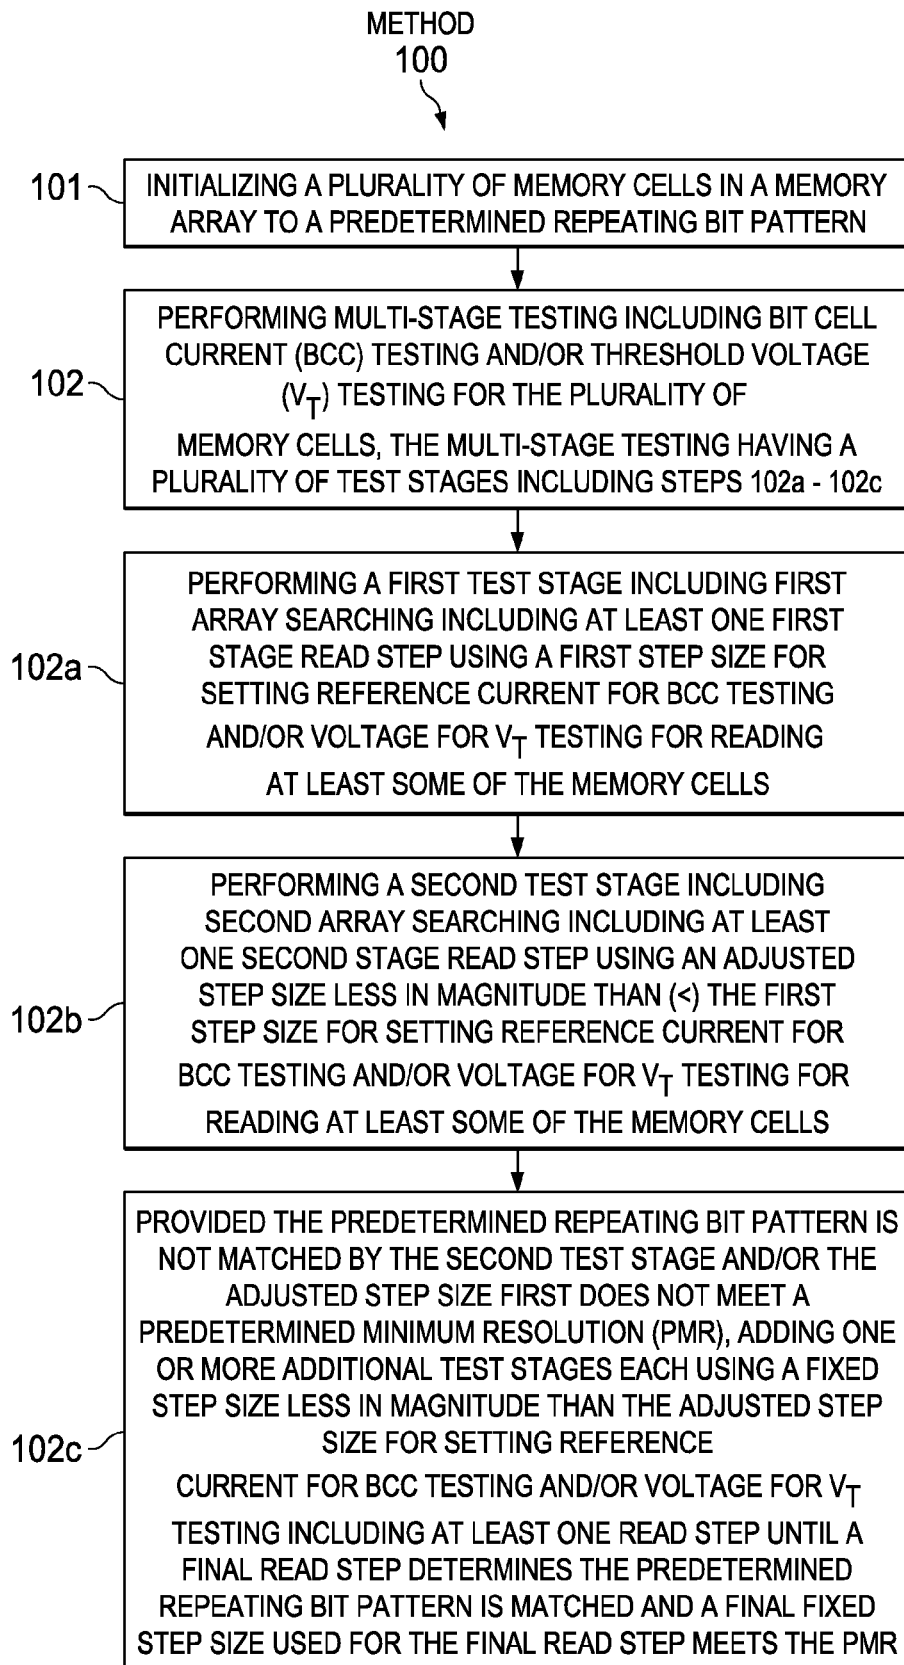 METHOD
100
101
INITIALIZING A PLURALITY OF MEMORY CELLS IN A MEMORY
ARRAY TO A PREDETERMINED REPEATING BIT PATTERN
102
PERFORMING MULTI-STAGE TESTING INCLUDING BIT CELL
CURRENT (BCC) TESTING AND/OR THRESHOLD VOLTAGE
(VT) TESTING FOR THE PLURALITY OF
MEMORY CELLS, THE MULTI-STAGE TESTING HAVING A
PLURALITY OF TEST STAGES INCLUDING STEPS 102a - 102c
102a
PERFORMING A FIRST TEST STAGE INCLUDING FIRST
ARRAY SEARCHING INCLUDING AT LEAST ONE FIRST
STAGE READ STEP USING A FIRST STEP SIZE FOR
SETTING REFERENCE CURRENT FOR BCC TESTING
AND/OR VOLTAGE FOR VT TESTING FOR READING
AT LEAST SOME OF THE MEMORY CELLS
102b
PERFORMING A SECOND TEST STAGE INCLUDING
SECOND ARRAY SEARCHING INCLUDING AT LEAST
ONE SECOND STAGE READ STEP USING AN ADJUSTED
STEP SIZE LESS IN MAGNITUDE THAN (<) THE FIRST
STEP SIZE FOR SETTING REFERENCE CURRENT FOR
BCC TESTING AND/OR VOLTAGE FOR VT TESTING FOR
READING AT LEAST SOME OF THE MEMORY CELLS
102c
PROVIDED THE PREDETERMINED REPEATING BIT PATTERN IS
NOT MATCHED BY THE SECOND TEST STAGE AND/OR THE
ADJUSTED STEP SIZE FIRST DOES NOT MEET A
PREDETERMINED MINIMUM RESOLUTION (PMR), ADDING ONE
OR MORE ADDITIONAL TEST STAGES EACH USING A FIXED
STEP SIZE LESS IN MAGNITUDE THAN THE ADJUSTED STEP
SIZE FOR SETTING REFERENCE
CURRENT FOR BCC TESTING AND/OR VOLTAGE FOR VT
TESTING INCLUDING AT LEAST ONE READ STEP UNTIL A
FINAL READ STEP DETERMINES THE PREDETERMINED
REPEATING BIT PATTERN IS MATCHED AND A FINAL FIXED
STEP SIZE USED FOR THE FINAL READ STEP MEETS THE PMR